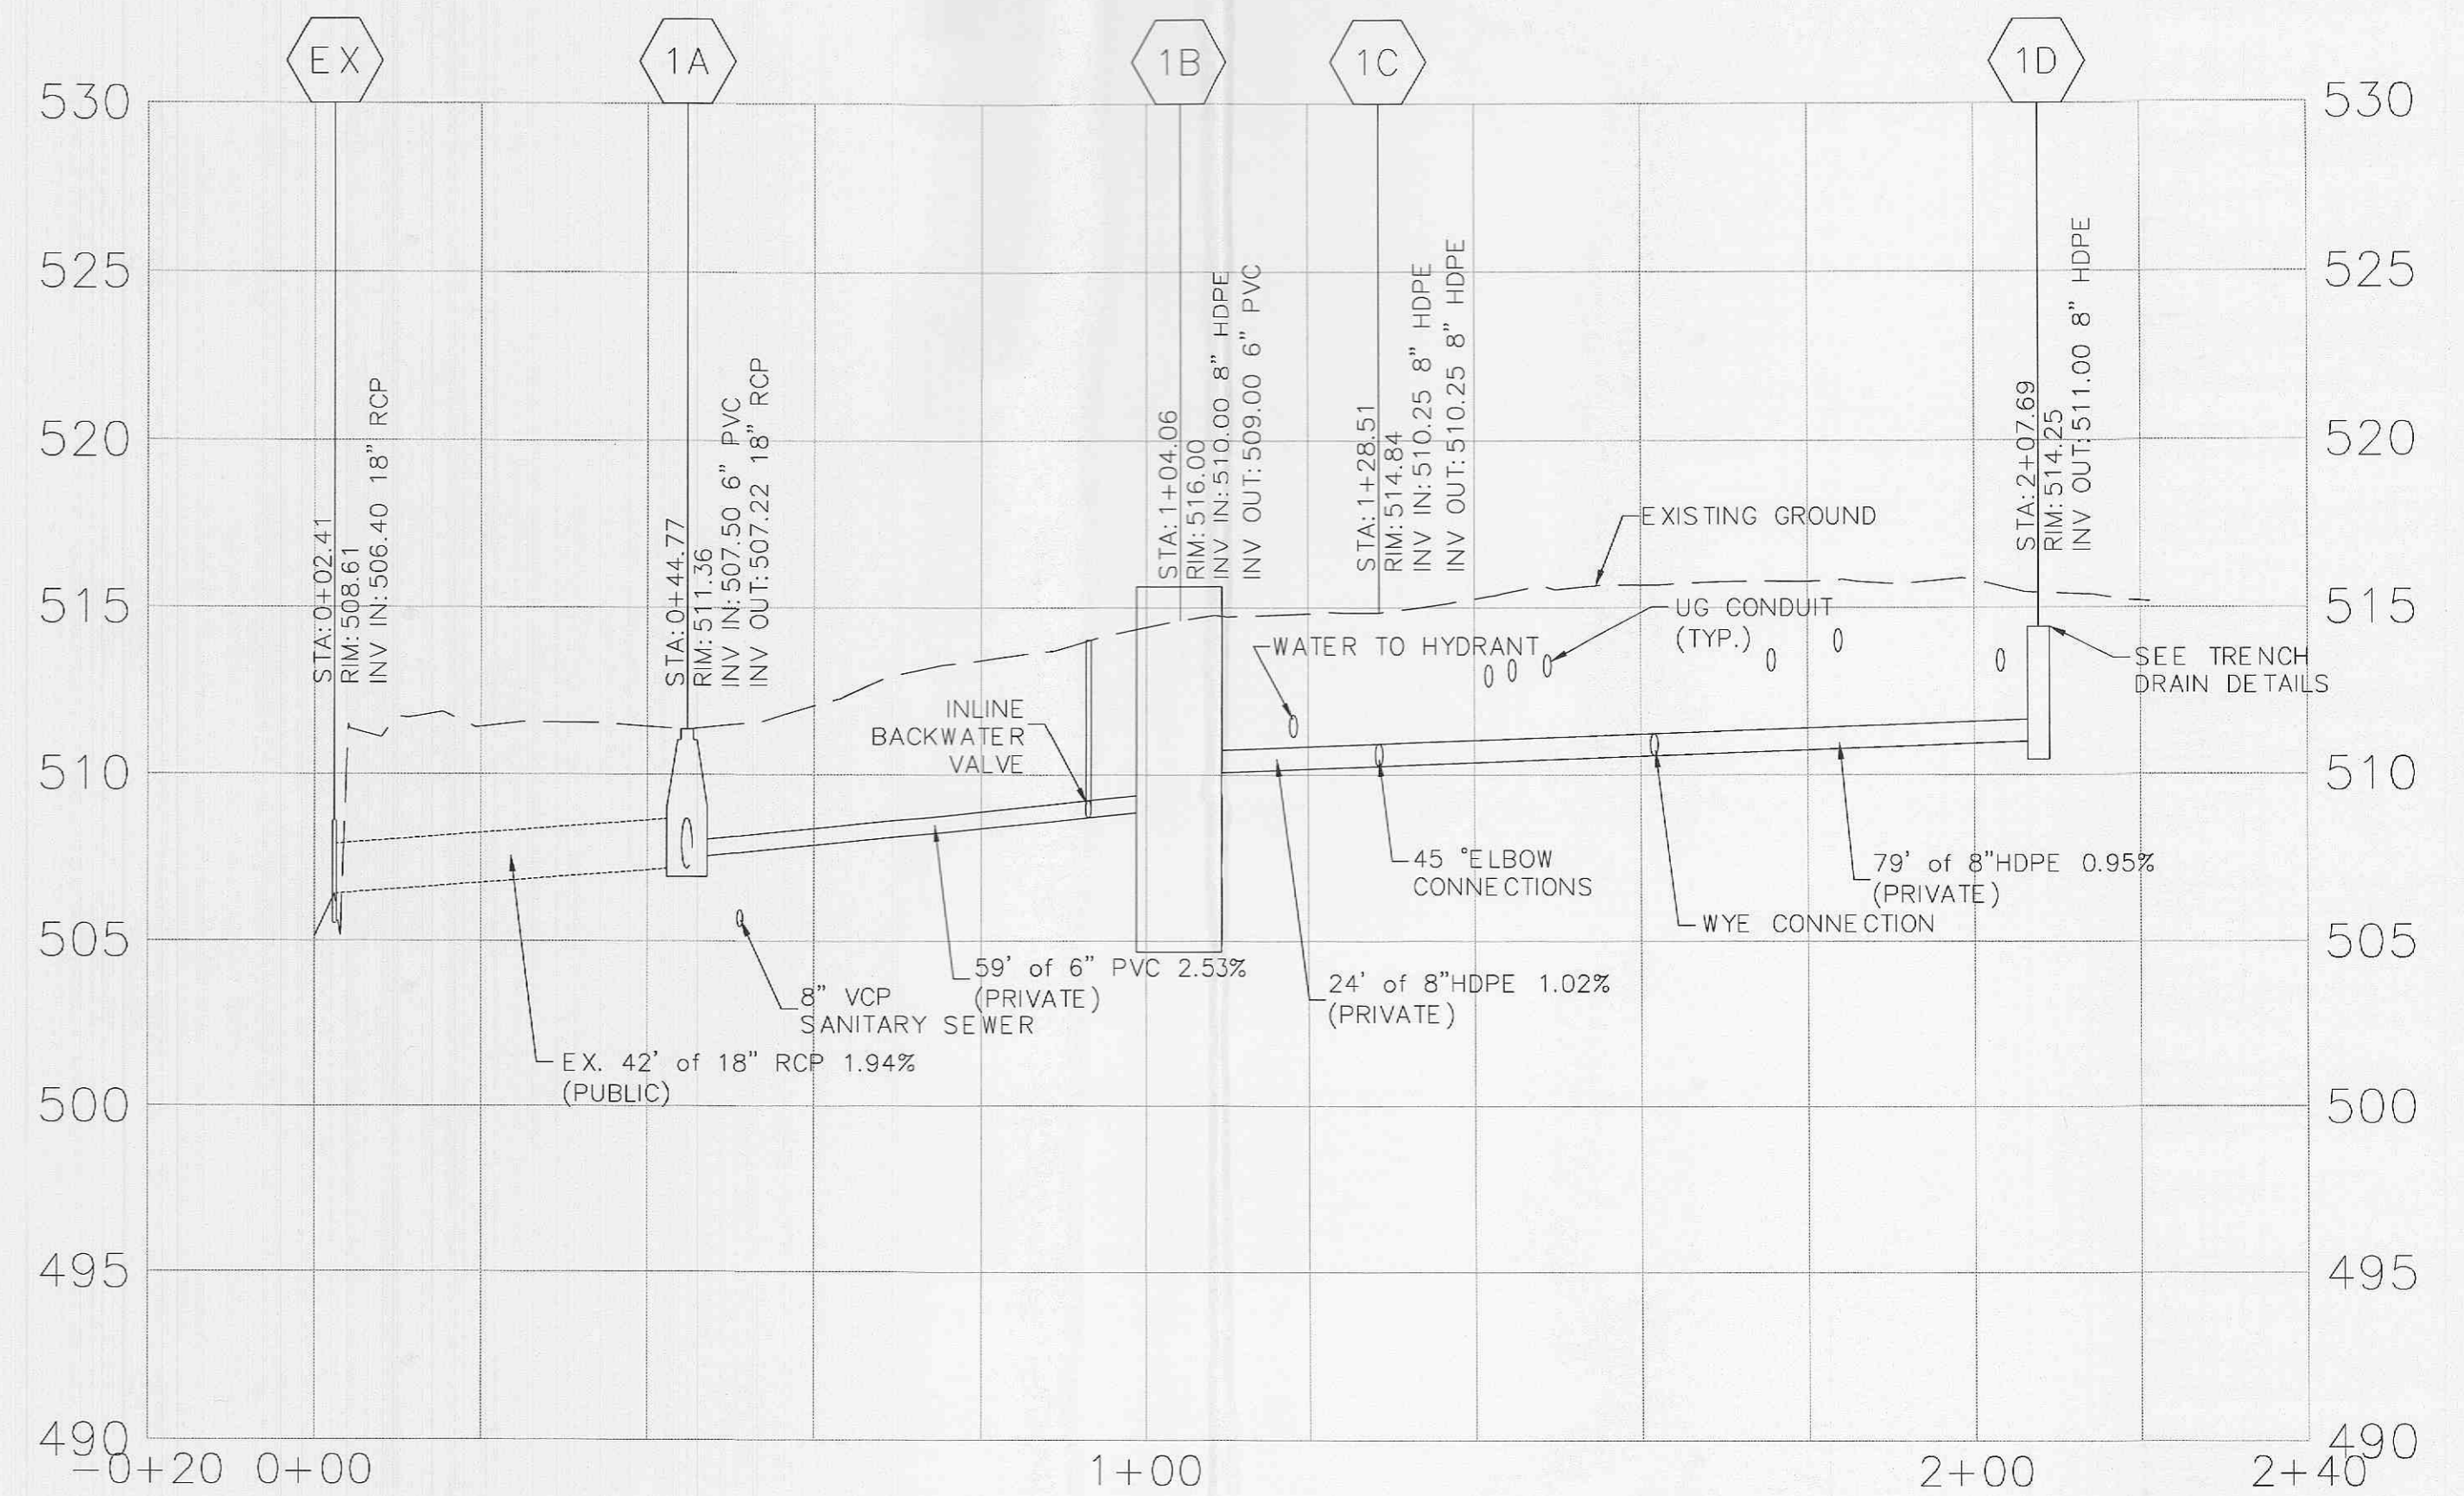 EX
1A
1B
1C
1D
530
530
525
525
520
520
515
515
510
510
505
505
500
500
495
495
490
490
STA:0+02.41
RIM:508.61
INV IN:506.40 18" RCP
STA:0+44.77
RIM:511.36
INV IN:507.50 6" PVC
INV OUT:507.22 18" RCP
STA:1+04.06
RIM:516.00
INV IN:510.00 8" HDPE
INV OUT:509.00 6" PVC
STA:1+28.51
RIM:514.84
INV IN:510.25 8" HDPE
INV OUT:510.25 8" HDPE
STA:2+07.69
RIM:514.25
INV OUT:511.00 8" HDPE
EXISTING GROUND
UG CONDUIT
(TYP.)
WATER TO HYDRANT
SEE TRENCH
DRAIN DETAILS
INLINE
BACKWATER
VALVE
45 °ELBOW
CONNECTIONS
79' of 8"HDPE 0.95%
(PRIVATE)
WYE CONNECTION
59' of 6" PVC 2.53%
(PRIVATE)
24' of 8"HDPE 1.02%
(PRIVATE)
8" VCP
SANITARY SEWER
EX. 42' of 18" RCP 1.94%
(PUBLIC)
-0+20
0+00
1+00
2+00
2+40